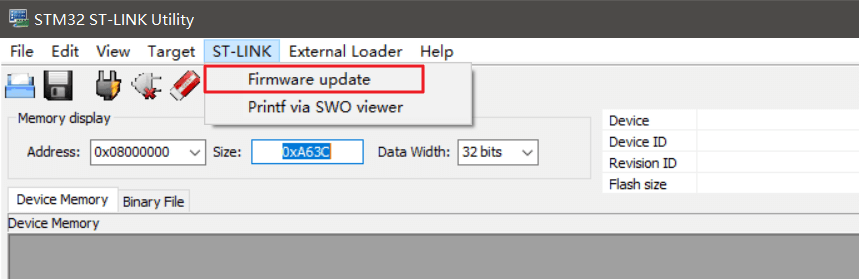 STM32 ST-LINK Utility
File Edit View Target ST-LINK External Loader Help
Firmware update
Printf via SWO viewer
Memory display
Address: 0x08000000 Size: 0xA63C Data Width: 32 bits
Device
Device ID
Revision ID
Flash size
Device Memory Binary File
Device Memory